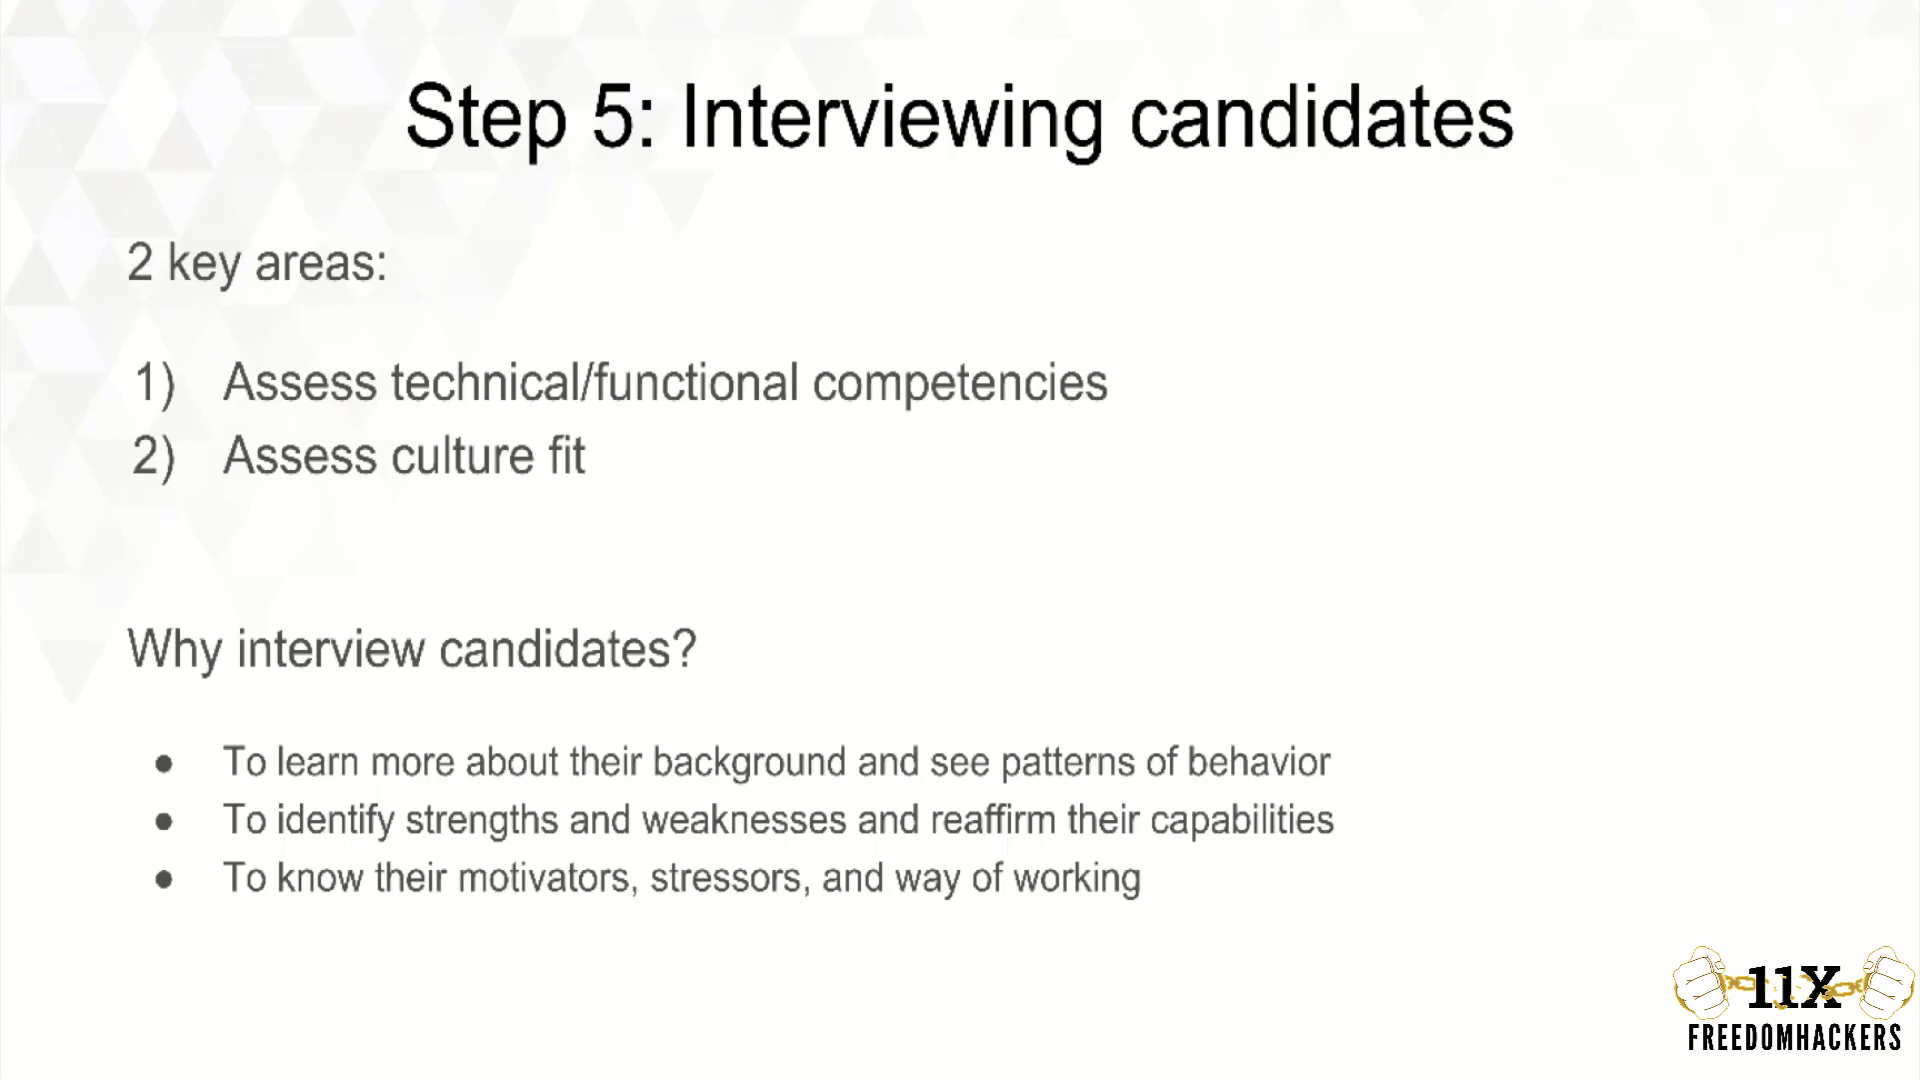 Step 5: Interviewing candidates
2 key areas:
1) Assess technical/functional competencies
2) Assess culture fit
Why interview candidates?
● To learn more about their background and see patterns of behavior
● To identify strengths and weaknesses and reaffirm their capabilities
● To know their motivators, stressors, and way of working
11X
FREEDOMHACKERS